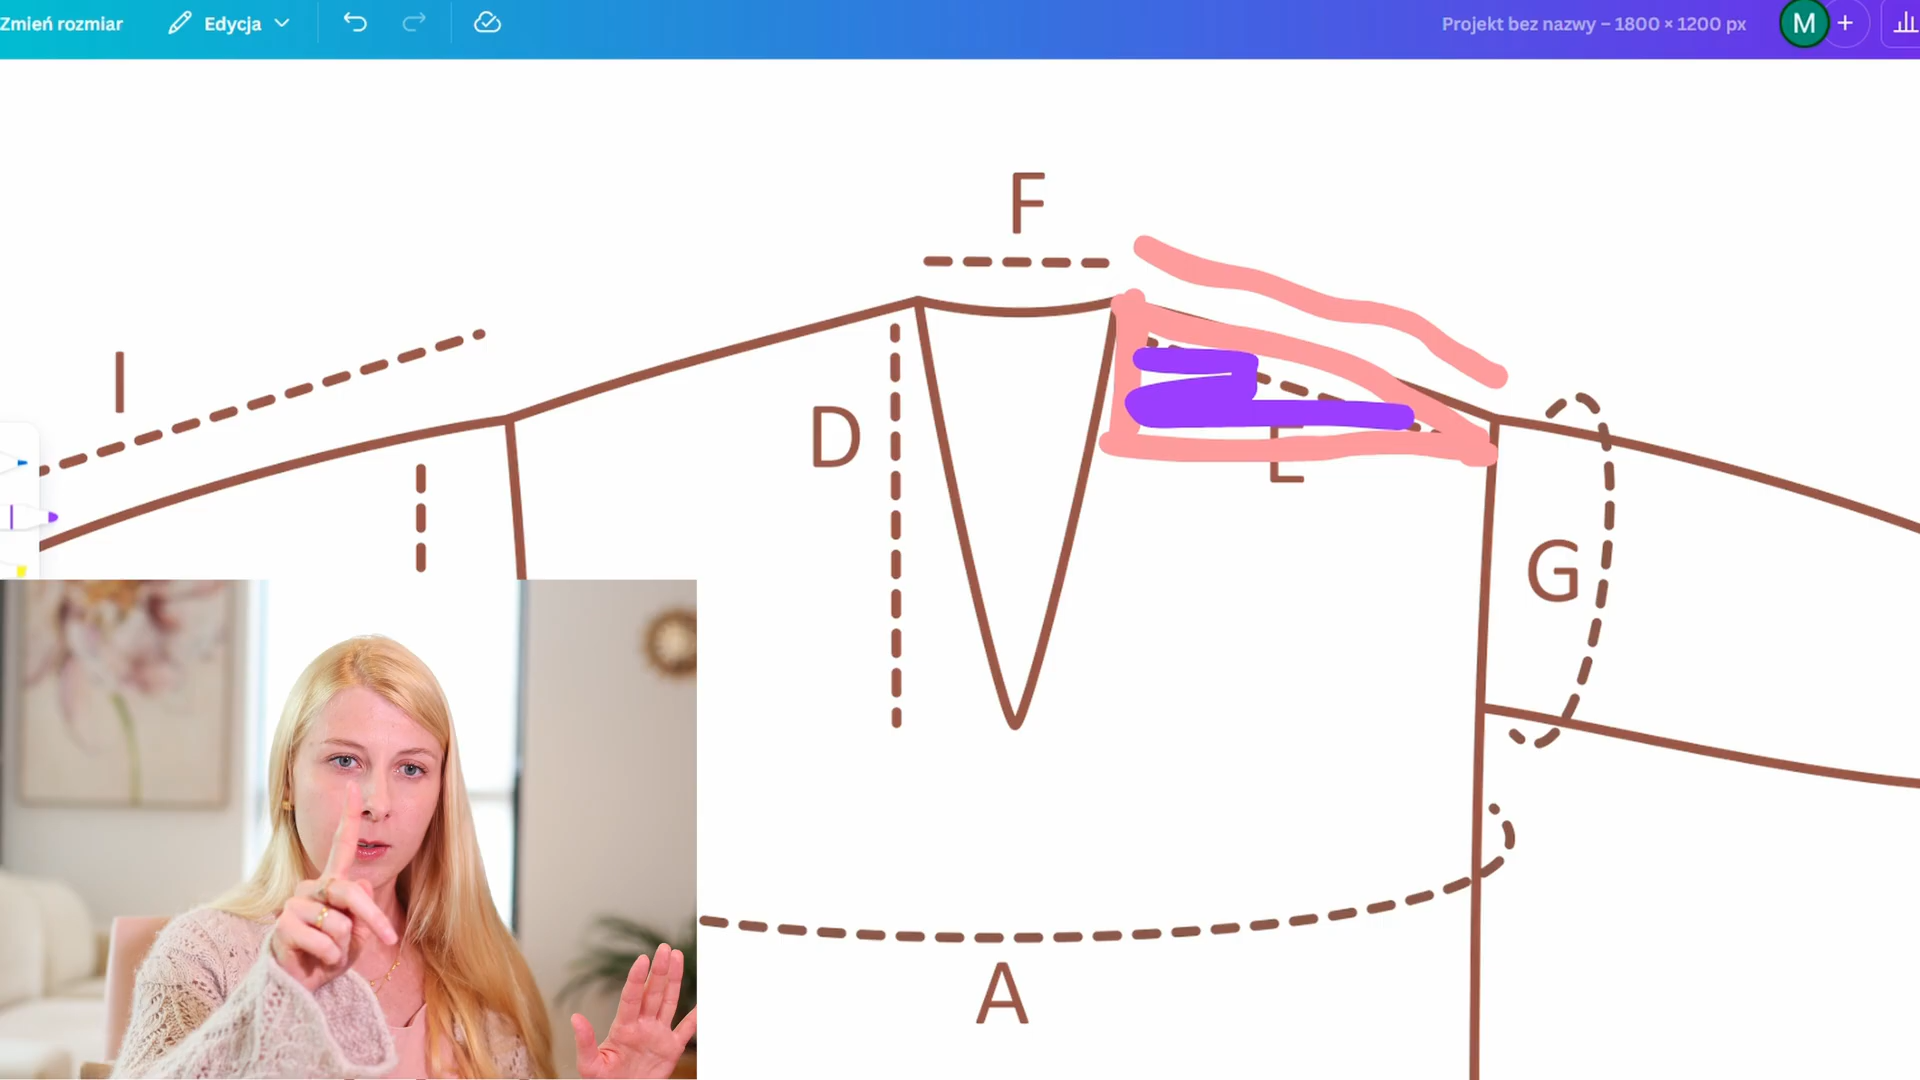 Zmień rozmiar Edycja Projekt bez nazwy – 1800 × 1200 px M +
F
I
D
E
G
A